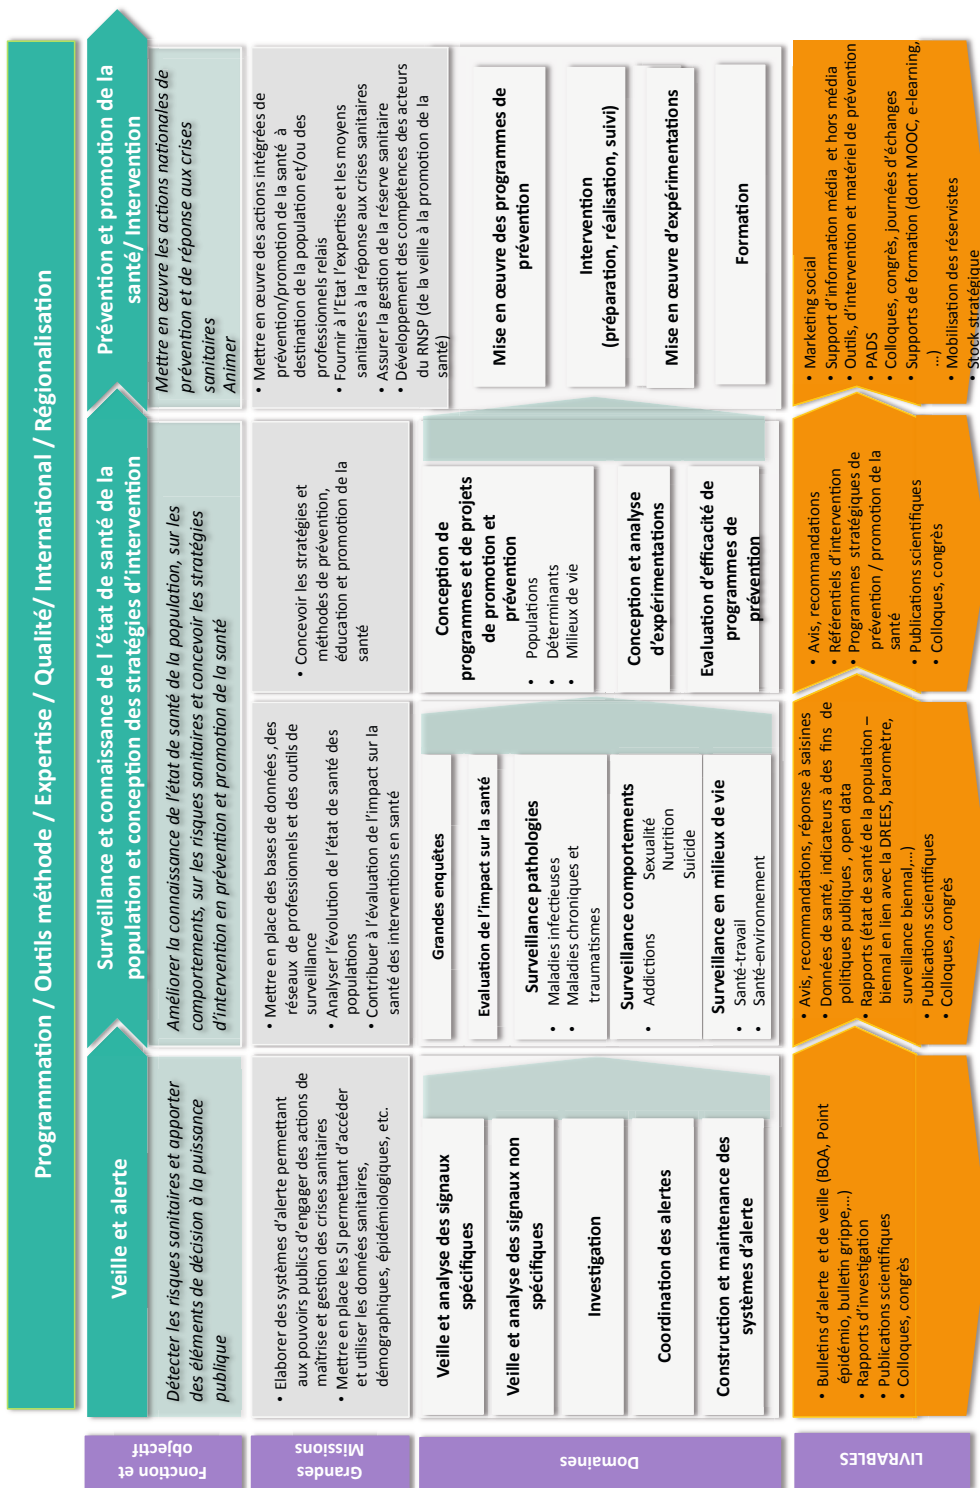 Programmation / Outils méthode / Expertise / Qualité/ International / Régionalisation
Fonction et
objectif
Veille et alerte
Surveillance et connaissance de l'état de santé de la
population et conception des stratégies d'intervention
Prévention et promotion de la
santé/ Intervention
Détecter les risques sanitaires et apporter
des éléments de décision à la puissance
publique
Améliorer la connaissance de l'état de santé de la population, sur les
comportements, sur les risques sanitaires et concevoir les stratégies
d'intervention en prévention et promotion de la santé
Mettre en œuvre les actions nationales de
prévention et de réponse aux crises
sanitaires
Animer
Grandes
Missions
• Elaborer des systèmes d'alerte permettant
aux pouvoirs publics d'engager des actions de
maîtrise et gestion des crises sanitaires
• Mettre en place les SI permettant d'accéder
et utiliser les données sanitaires,
démographiques, épidémiologiques, etc.
• Mettre en place des bases de données ,des
réseaux de professionnels et des outils de
surveillance
• Analyser l'évolution de l'état de santé des
populations
• Contribuer à l'évaluation de l'impact sur la
santé des interventions en santé
• Concevoir les stratégies et
méthodes de prévention,
éducation et promotion de la
santé
• Mettre en œuvre des actions intégrées de
prévention/promotion de la santé à
destination de la population et/ou des
professionnels relais
• Fournir à l'Etat l'expertise et les moyens
sanitaires à la réponse aux crises sanitaires
• Assurer la gestion de la réserve sanitaire
• Développement des compétences des acteurs
du RNSP (de la veille à la promotion de la
santé)
Domaines
Veille et analyse des signaux
spécifiques
Veille et analyse des signaux non
spécifiques
Investigation
Coordination des alertes
Construction et maintenance des
systèmes d'alerte
Grandes enquêtes
Evaluation de l'impact sur la santé
Surveillance pathologies
• Maladies infectieuses
• Maladies chroniques et
traumatismes
Surveillance comportements
• Addictions Sexualité
Nutrition
Suicide
Surveillance en milieux de vie
• Santé-travail
• Santé-environnement
Conception de
programmes et de projets
de promotion et
prévention
• Populations
• Déterminants
• Milieux de vie
Conception et analyse
d'expérimentations
Evaluation d'efficacité de
programmes de
prévention
Mise en œuvre des programmes de
prévention
Intervention
(préparation, réalisation, suivi)
Mise en œuvre d'expérimentations
Formation
LIVRABLES
• Bulletins d'alerte et de veille (BQA, Point
épidémio, bulletin grippe,...)
• Rapports d'investigation
• Publications scientifiques
• Colloques, congrès
• Avis, recommandations, réponse à saisines
• Données de santé, indicateurs à des fins de
politiques publiques , open data
• Rapports (état de santé de la population –
biennal en lien avec la DREES, baromètre,
surveillance biennal,...)
• Publications scientifiques
• Colloques, congrès
• Avis, recommandations
• Référentiels d'intervention
• Programmes stratégiques de
prévention / promotion de la
santé
• Publications scientifiques
• Colloques, congrès
• Marketing social
• Support d'information média et hors média
• Outils, d'intervention et matériel de prévention
• PADS
• Colloques, congrès, journées d'échanges
• Supports de formation (dont MOOC, e-learning,
...)
• Mobilisation des réservistes
• Stock stratégique